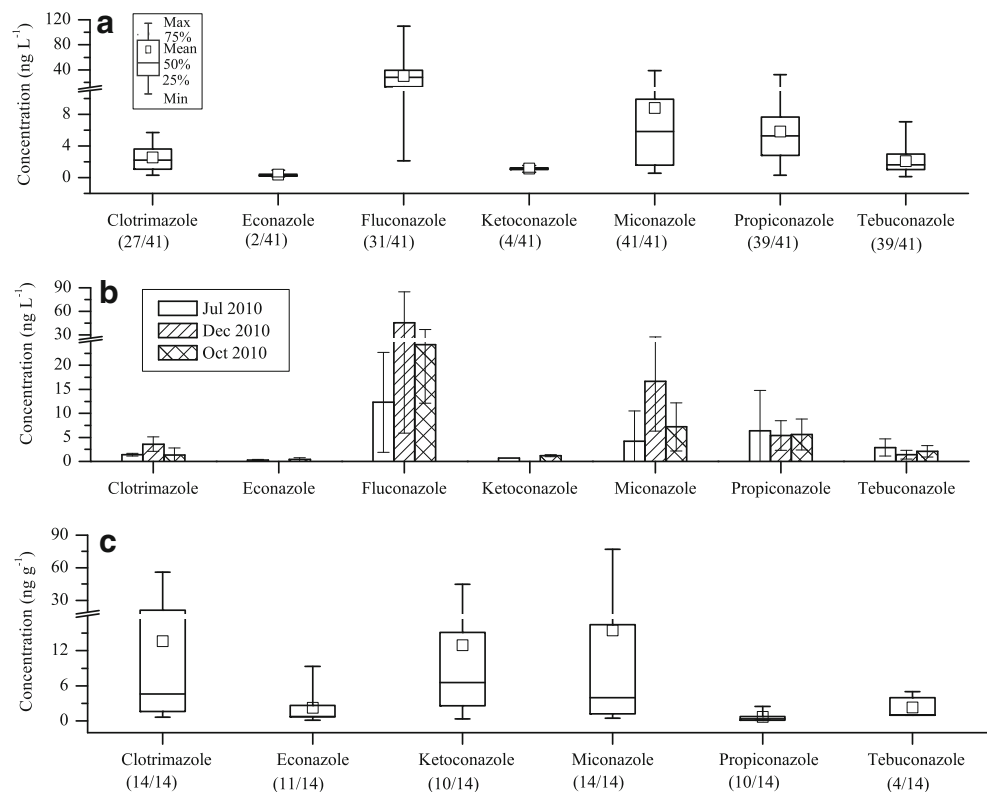 a
Max
75%
Mean
50%
25%
Min
Concentration (ng L⁻¹)
120
80
40
8
4
0
Clotrimazole Econazole Fluconazole Ketoconazole Miconazole Propiconazole Tebuconazole
(27/41) (2/41) (31/41) (4/41) (41/41) (39/41) (39/41)
b
Jul 2010
Dec 2010
Oct 2010
Concentration (ng L⁻¹)
90
60
30
20
15
10
5
0
Clotrimazole Econazole Fluconazole Ketoconazole Miconazole Propiconazole Tebuconazole
c
Concentration (ng g⁻¹)
90
60
30
12
6
0
Clotrimazole Econazole Ketoconazole Miconazole Propiconazole Tebuconazole
(14/14) (11/14) (10/14) (14/14) (10/14) (4/14)